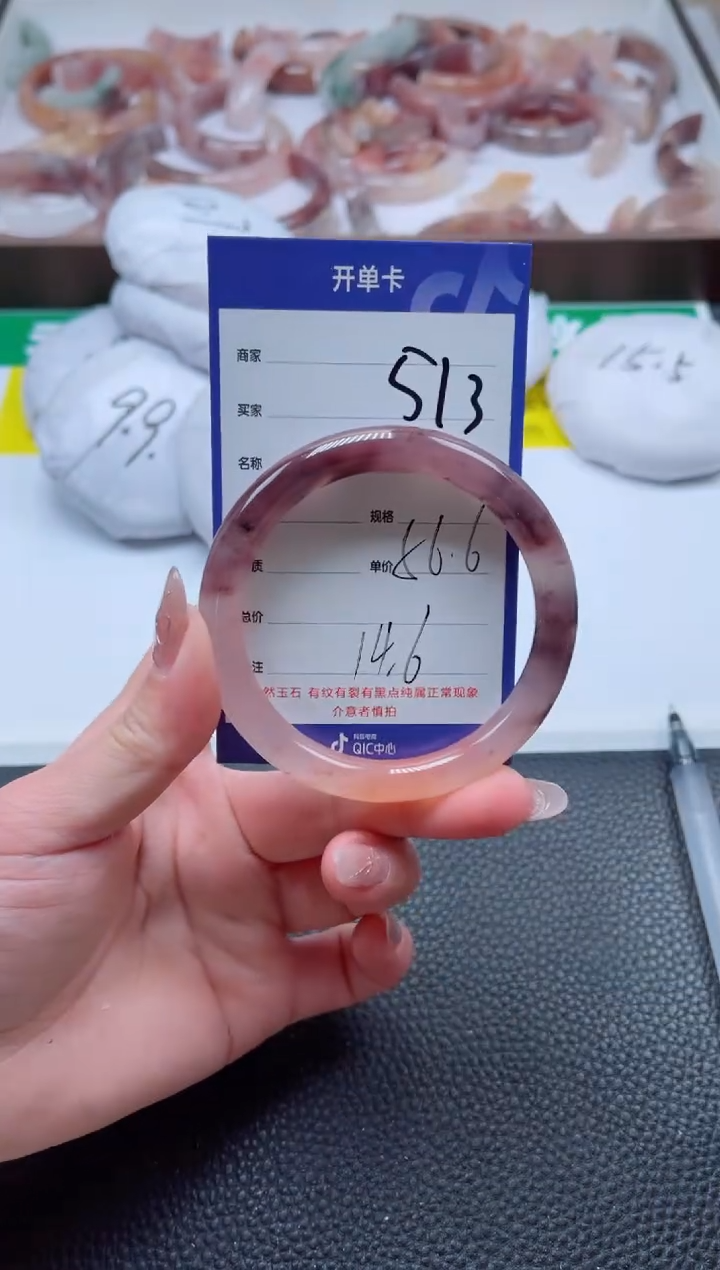 开单卡
商家
513
买家
名称
规格
质 单价 56.6
总价
14.6
注
然玉石 有纹有裂有黑点纯属正常现象
介意者慎拍
抖音电商
QIC中心
9.9.
15.5